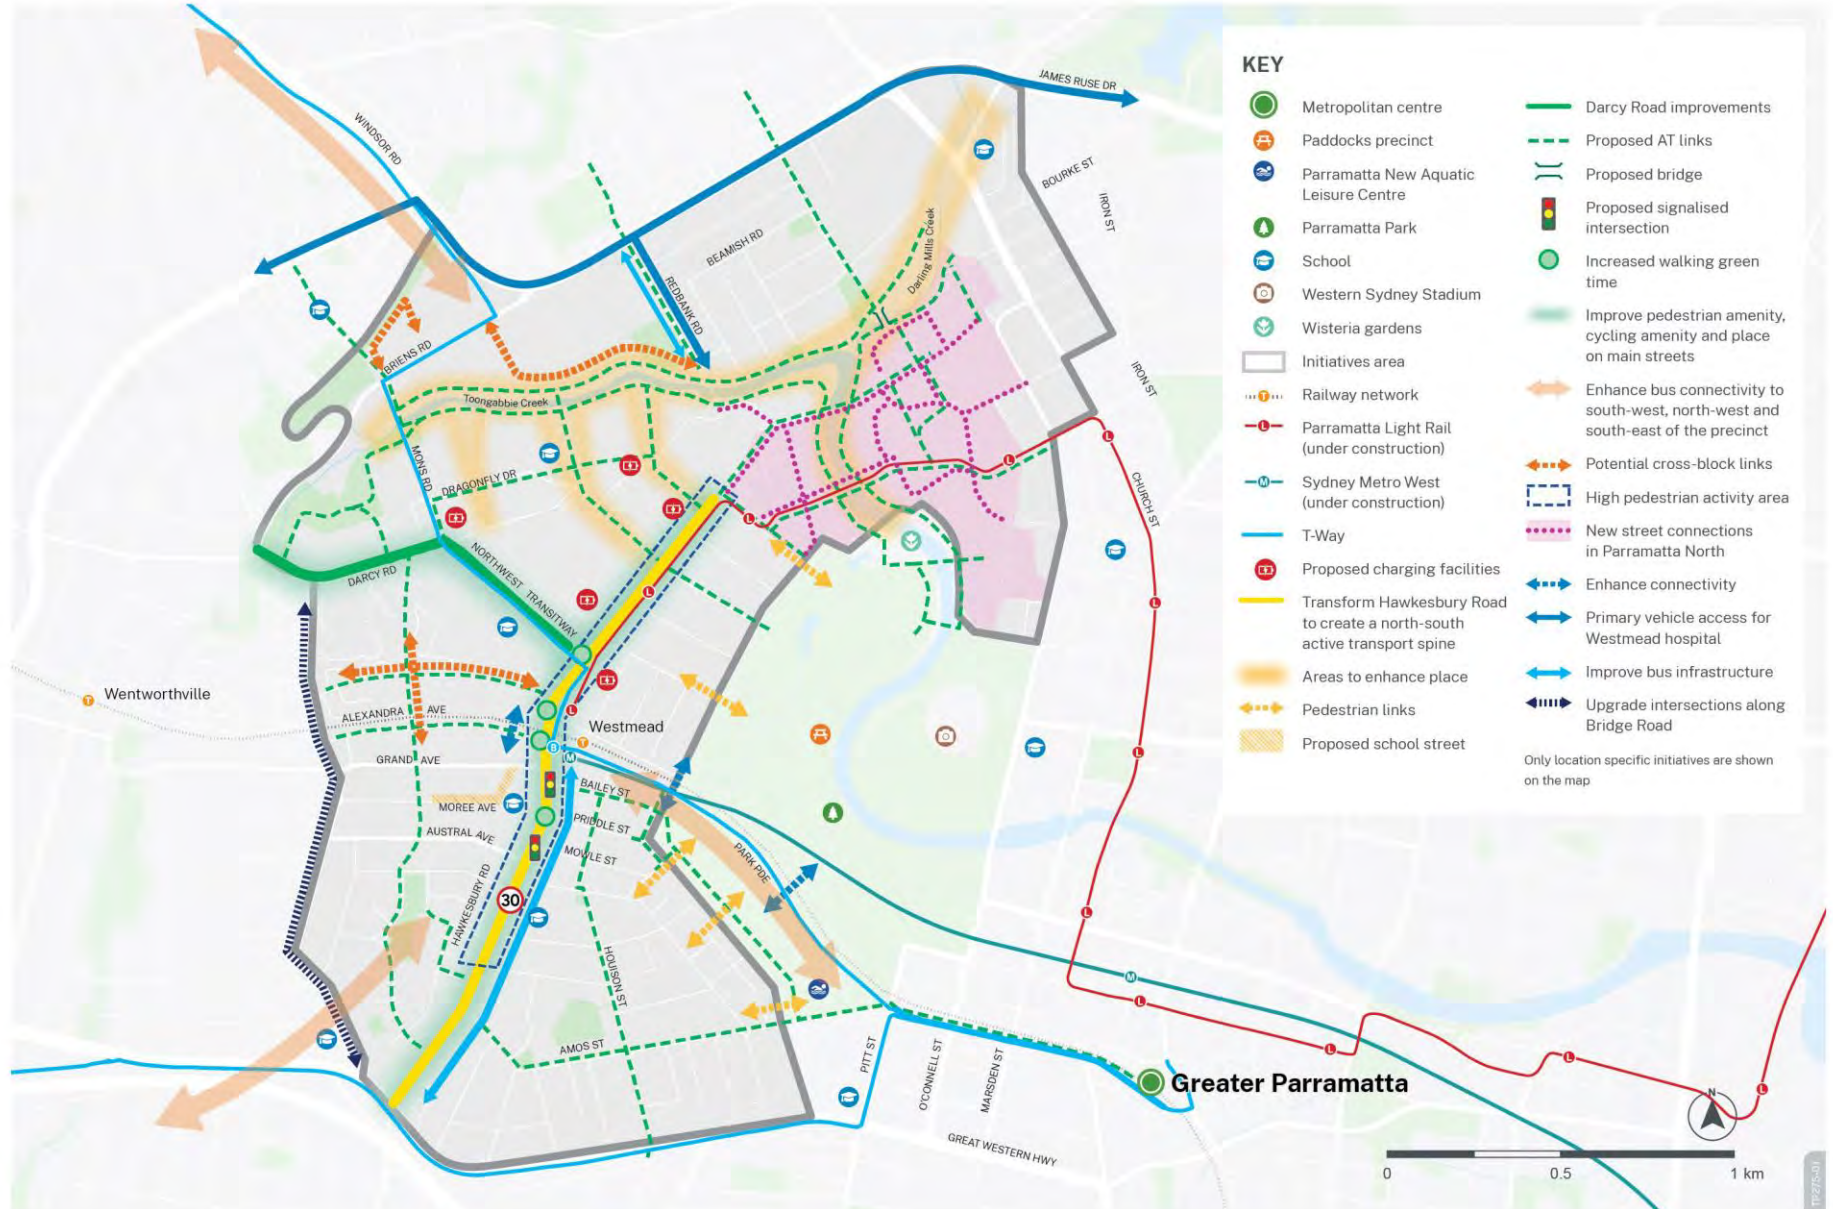 KEY
Metropolitan centre
Paddocks precinct
Parramatta New Aquatic
Leisure Centre
Parramatta Park
School
Western Sydney Stadium
Wisteria gardens
Initiatives area
T
Railway network
L
Parramatta Light Rail
(under construction)
M
Sydney Metro West
(under construction)
T-Way
Proposed charging facilities
Transform Hawkesbury Road
to create a north-south
active transport spine
Areas to enhance place
Pedestrian links
Proposed school street
Darcy Road improvements
Proposed AT links
Proposed bridge
Proposed signalised
intersection
Increased walking green
time
Improve pedestrian amenity,
cycling amenity and place
on main streets
Enhance bus connectivity to
south-west, north-west and
south-east of the precinct
Potential cross-block links
High pedestrian activity area
New street connections
in Parramatta North
Enhance connectivity
Primary vehicle access for
Westmead hospital
Improve bus infrastructure
Upgrade intersections along
Bridge Road
Only location specific initiatives are shown
on the map
JAMES RUSE DR
WINDSOR RD
BOURKE ST
IRON ST
BEAMISH RD
Darling Mills Creek
REDBANK RD
BRIENS RD
IRON ST
Toongabbie Creek
MONS RD
DRAGONFLY DR
CHURCH ST
L
L
L
NORTHWEST TRANSITWAY
DARCY RD
L
L
Wentworthville
T
ALEXANDRA AVE
L
Westmead
T
B
M
GRAND AVE
L
BAILEY ST
MOREE AVE
PRIDDLE ST
AUSTRAL AVE
MOWLE ST
PARK PDE
HAWKESBURY RD
30
L
HOUISON ST
M
L
AMOS ST
PITT ST
O'CONNELL ST
MARSDEN ST
L
L
L
Greater Parramatta
GREAT WESTERN HWY
N
0
0.5
1 km